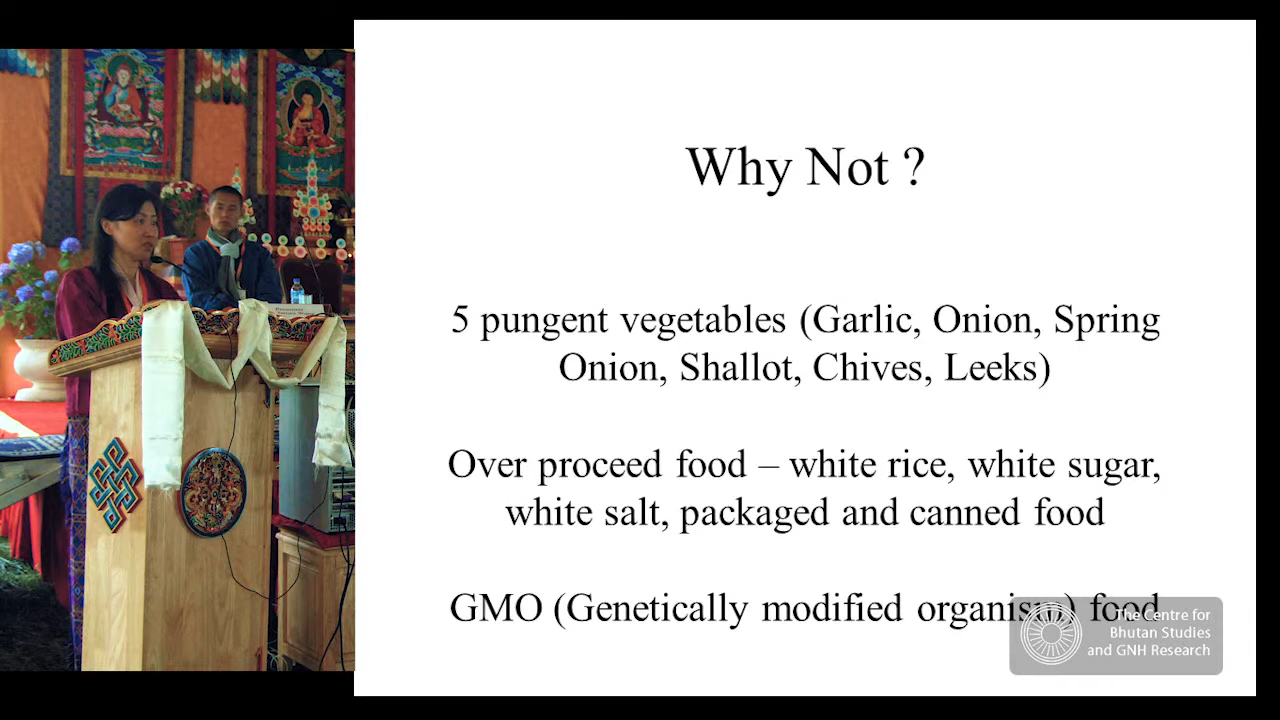 Why Not ?
5 pungent vegetables (Garlic, Onion, Spring
Onion, Shallot, Chives, Leeks)
Over proceed food – white rice, white sugar,
white salt, packaged and canned food
GMO (Genetically modified organism) food
The Centre for
Bhutan Studies
and GNH Research